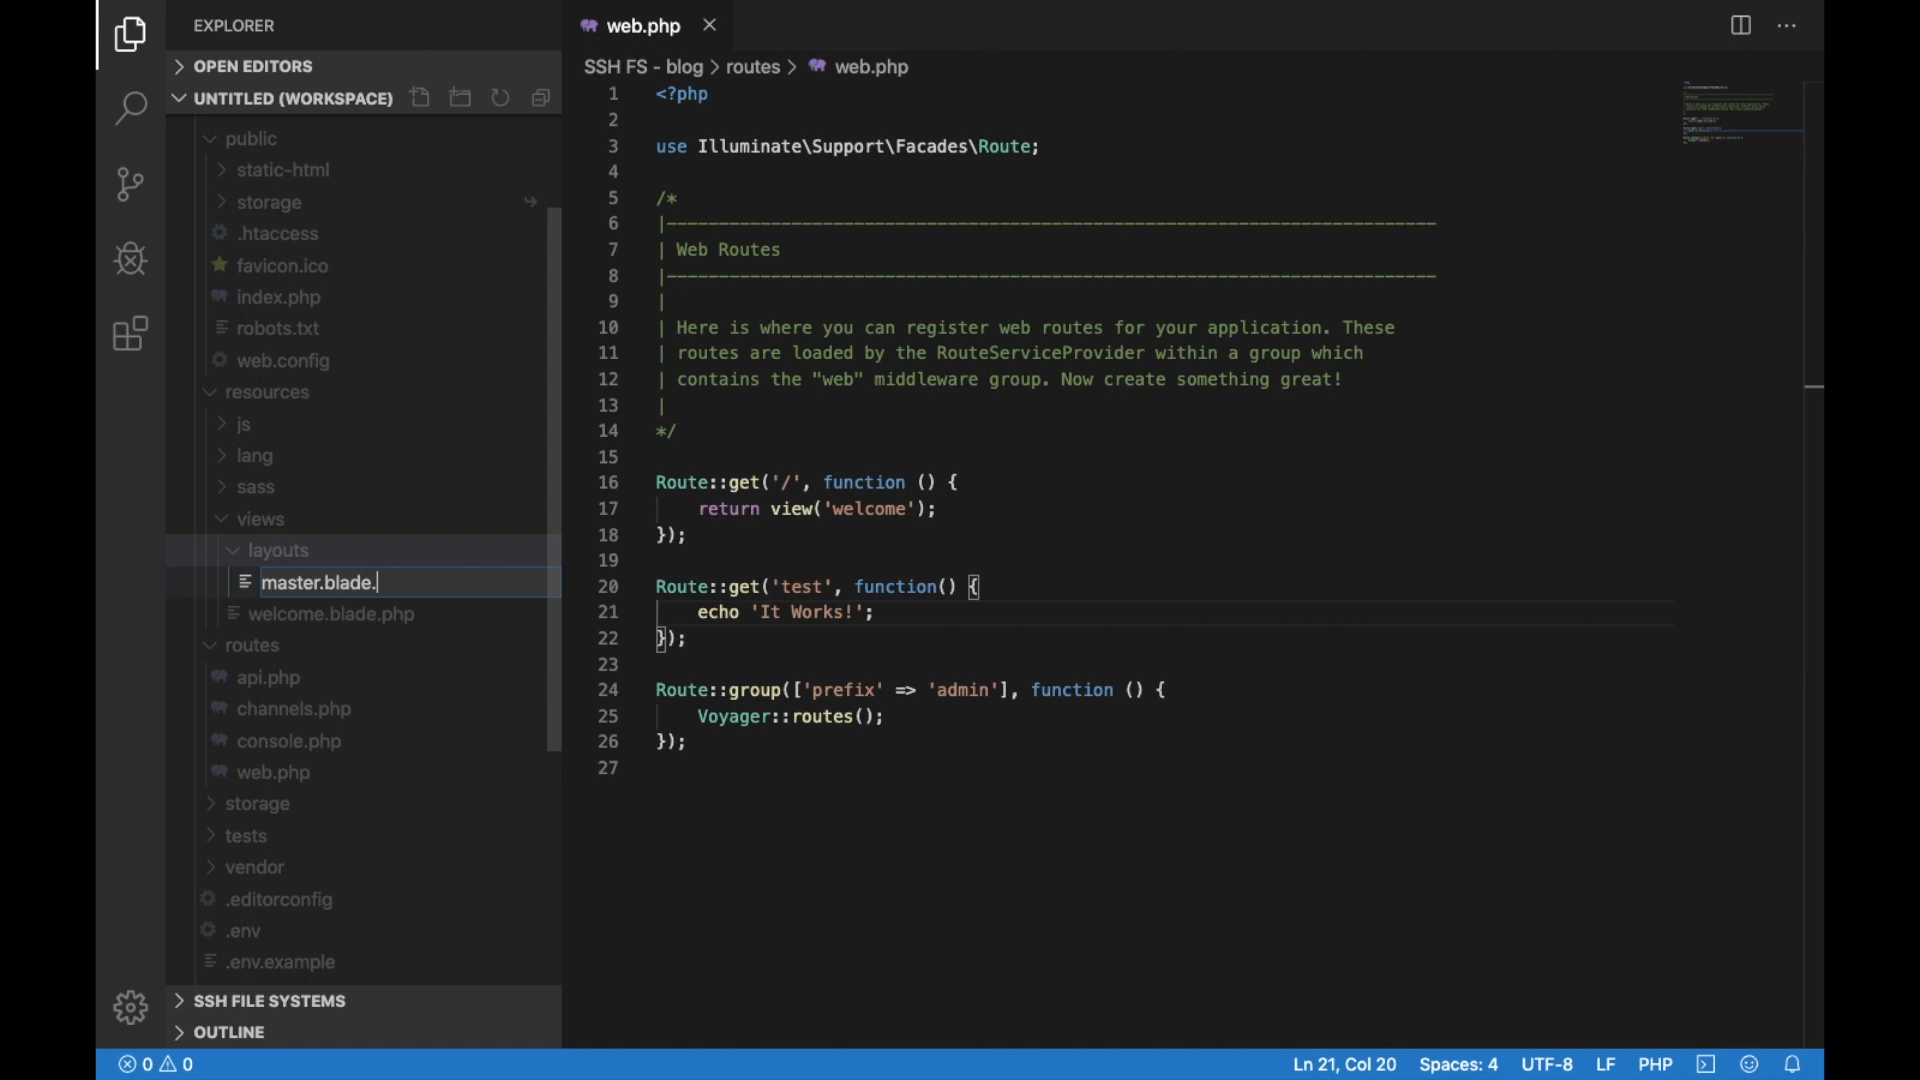 EXPLORER
OPEN EDITORS
UNTITLED (WORKSPACE)
public
static-html
storage
.htaccess
favicon.ico
index.php
robots.txt
web.config
resources
js
lang
sass
views
layouts
master.blade.
welcome.blade.php
routes
api.php
channels.php
console.php
web.php
storage
tests
vendor
.editorconfig
.env
.env.example
SSH FILE SYSTEMS
OUTLINE
web.php
SSH FS - blog > routes > web.php
1 <?php
2
3 use Illuminate\Support\Facades\Route;
4
5 /*
6 |--------------------------------------------------------------------------
7 | Web Routes
8 |--------------------------------------------------------------------------
9 |
10 | Here is where you can register web routes for your application. These
11 | routes are loaded by the RouteServiceProvider within a group which
12 | contains the "web" middleware group. Now create something great!
13 |
14 */
15
16 Route::get('/', function () {
17 return view('welcome');
18 });
19
20 Route::get('test', function() {
21 echo 'It Works!';
22 });
23
24 Route::group(['prefix' => 'admin'], function () {
25 Voyager::routes();
26 });
27
0 0
Ln 21, Col 20 Spaces: 4 UTF-8 LF PHP